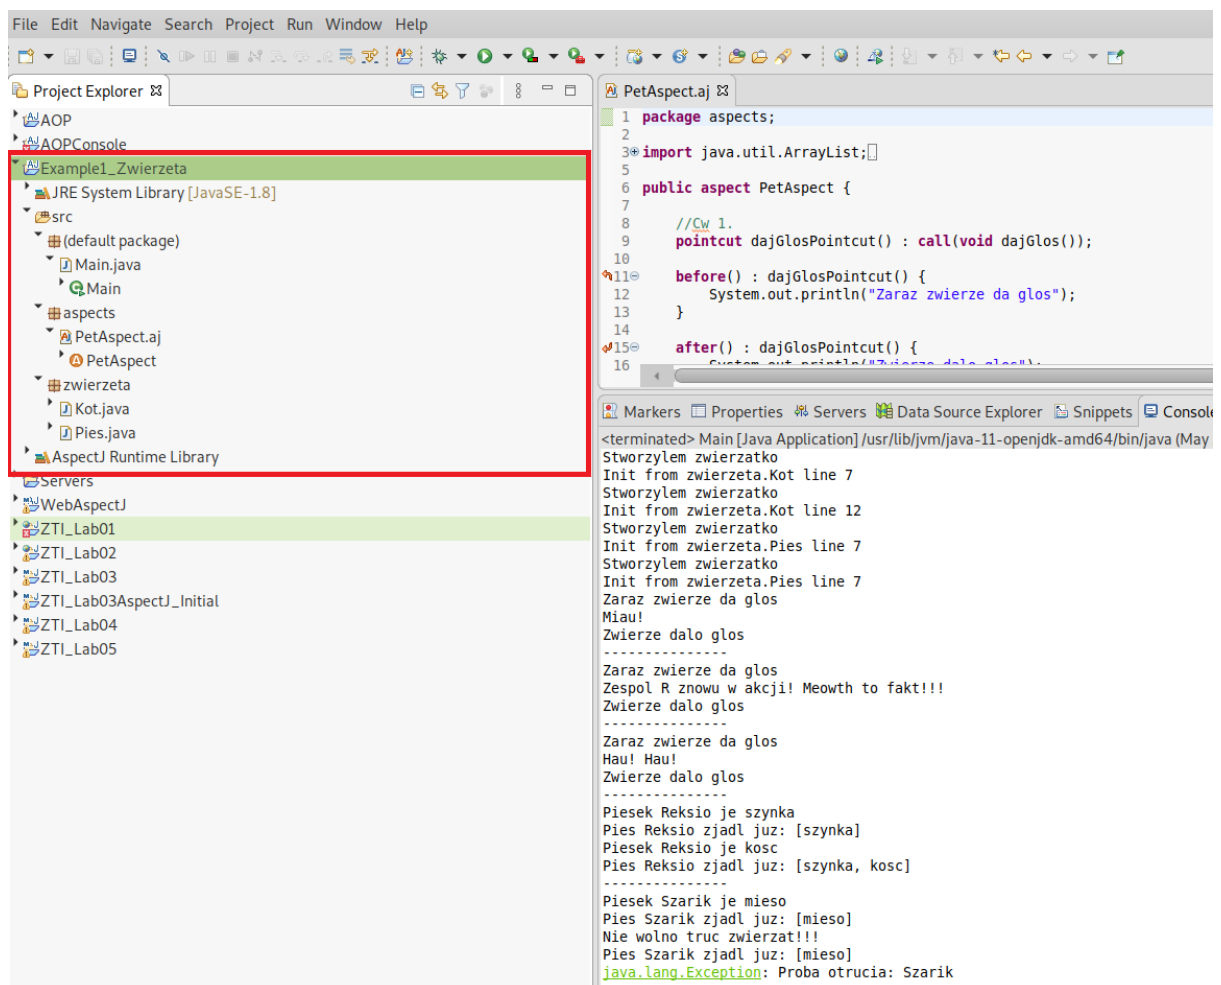 File Edit Navigate Search Project Run Window Help
Project Explorer
AOP
AOPConsole
Example1_Zwierzeta
JRE System Library [JavaSE-1.8]
src
(default package)
Main.java
Main
aspects
PetAspect.aj
PetAspect
zwierzeta
Kot.java
Pies.java
AspectJ Runtime Library
Servers
WebAspectJ
ZTI_Lab01
ZTI_Lab02
ZTI_Lab03
ZTI_Lab03AspectJ_Initial
ZTI_Lab04
ZTI_Lab05
PetAspect.aj
1 package aspects;
2
3 import java.util.ArrayList;
5
6 public aspect PetAspect {
7
8 //Cw 1.
9 pointcut dajGlosPointcut() : call(void dajGlos());
10
11 before() : dajGlosPointcut() {
12 System.out.println("Zaraz zwierze da glos");
13 }
14
15 after() : dajGlosPointcut() {
16 System.out.println("Zwierze dalo glos");
Markers Properties Servers Data Source Explorer Snippets Console
<terminated> Main [Java Application] /usr/lib/jvm/java-11-openjdk-amd64/bin/java (May
Stworzylem zwierzatko
Init from zwierzeta.Kot line 7
Stworzylem zwierzatko
Init from zwierzeta.Kot line 12
Stworzylem zwierzatko
Init from zwierzeta.Pies line 7
Stworzylem zwierzatko
Init from zwierzeta.Pies line 7
Zaraz zwierze da glos
Miau!
Zwierze dalo glos
---------------
Zaraz zwierze da glos
Zespol R znowu w akcji! Meowth to fakt!!!
Zwierze dalo glos
---------------
Zaraz zwierze da glos
Hau! Hau!
Zwierze dalo glos
---------------
Piesek Reksio je szynka
Pies Reksio zjadl juz: [szynka]
Piesek Reksio je kosc
Pies Reksio zjadl juz: [szynka, kosc]
---------------
Piesek Szarik je mieso
Pies Szarik zjadl juz: [mieso]
Nie wolno truc zwierzat!!!
Pies Szarik zjadl juz: [mieso]
java.lang.Exception: Proba otrucia: Szarik